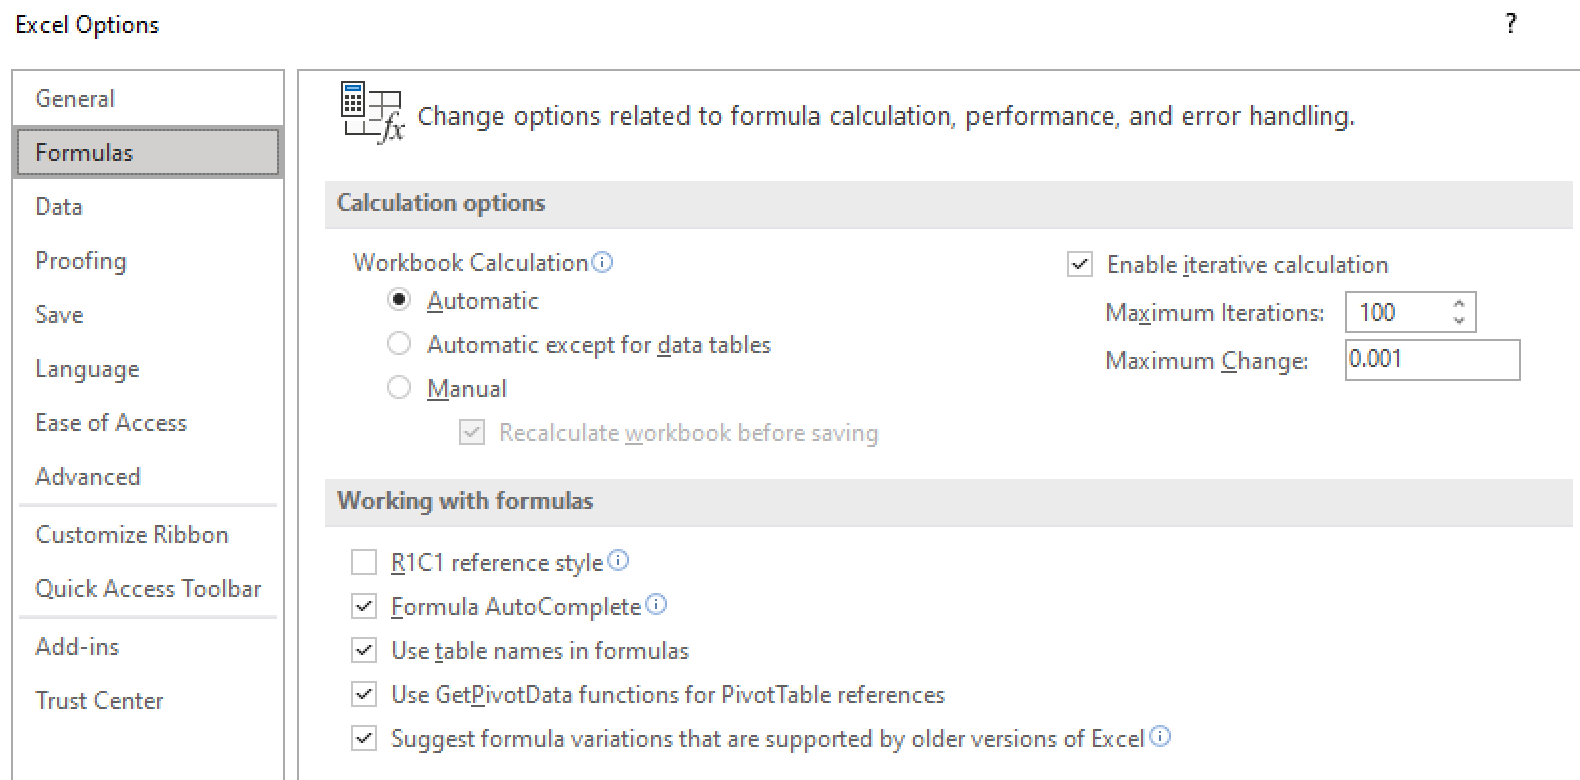 Excel Options
?
General
Formulas
Data
Proofing
Save
Language
Ease of Access
Advanced
Customize Ribbon
Quick Access Toolbar
Add-ins
Trust Center
fx
Change options related to formula calculation, performance, and error handling.
Calculation options
Workbook Calculation
Automatic
Automatic except for data tables
Manual
Recalculate workbook before saving
Enable iterative calculation
Maximum Iterations: 100
Maximum Change: 0.001
Working with formulas
R1C1 reference style
Formula AutoComplete
Use table names in formulas
Use GetPivotData functions for PivotTable references
Suggest formula variations that are supported by older versions of Excel